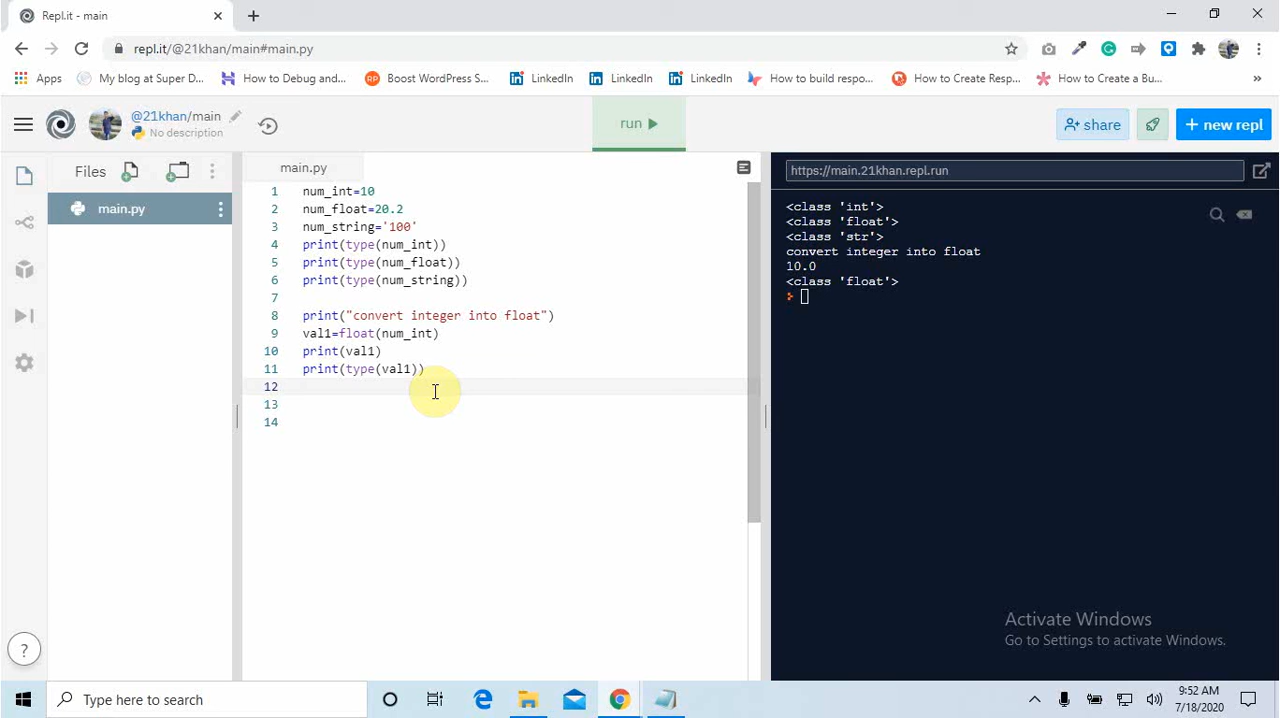 Repl.it - main
repl.it/@21khan/main#main.py
Apps
My blog at Super D...
How to Debug and...
Boost WordPress S...
LinkedIn
LinkedIn
LinkedIn
How to build respo...
How to Create Resp...
How to Create a Bu...
»
@21khan/main
No description
run
share
+ new repl
Files
main.py
main.py
1 num_int=10
2 num_float=20.2
3 num_string='100'
4 print(type(num_int))
5 print(type(num_float))
6 print(type(num_string))
7
8 print("convert integer into float")
9 val1=float(num_int)
10 print(val1)
11 print(type(val1))
12
13
14
https://main.21khan.repl.run
<class 'int'>
<class 'float'>
<class 'str'>
convert integer into float
10.0
<class 'float'>
Activate Windows
Go to Settings to activate Windows.
?
Type here to search
9:52 AM
7/18/2020